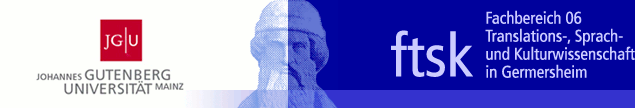 JG|U
JOHANNES GUTENBERG
UNIVERSITÄT MAINZ
ftsk
Fachbereich 06
Translations-, Sprach-
und Kulturwissenschaft
in Germersheim